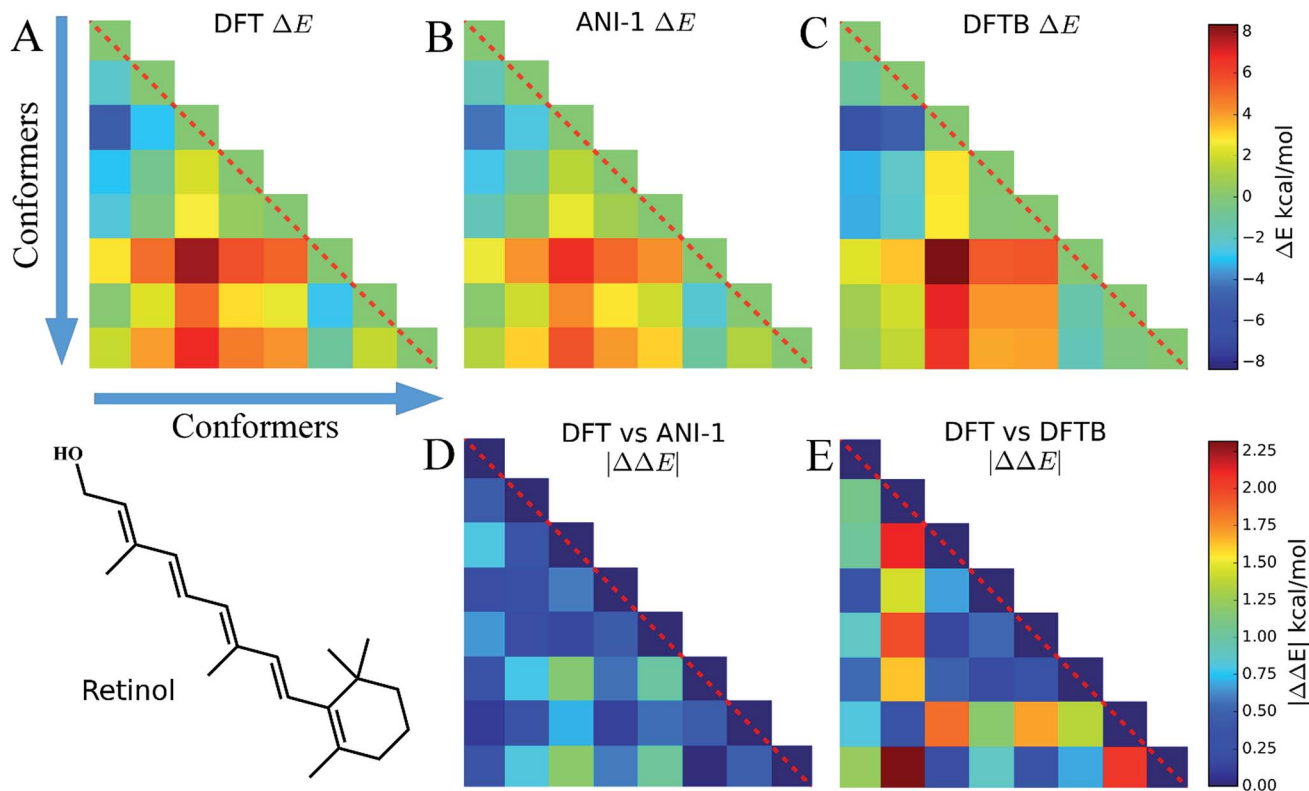 A
DFT ΔE
B
ANI-1 ΔE
C
DFTB ΔE
Conformers
8
6
4
2
0
−2
−4
−6
−8
ΔE kcal/mol
Conformers
HO
Retinol
D
DFT vs ANI-1
|ΔΔE|
E
DFT vs DFTB
|ΔΔE|
2.25
2.00
1.75
1.50
1.25
1.00
0.75
0.50
0.25
0.00
|ΔΔE| kcal/mol